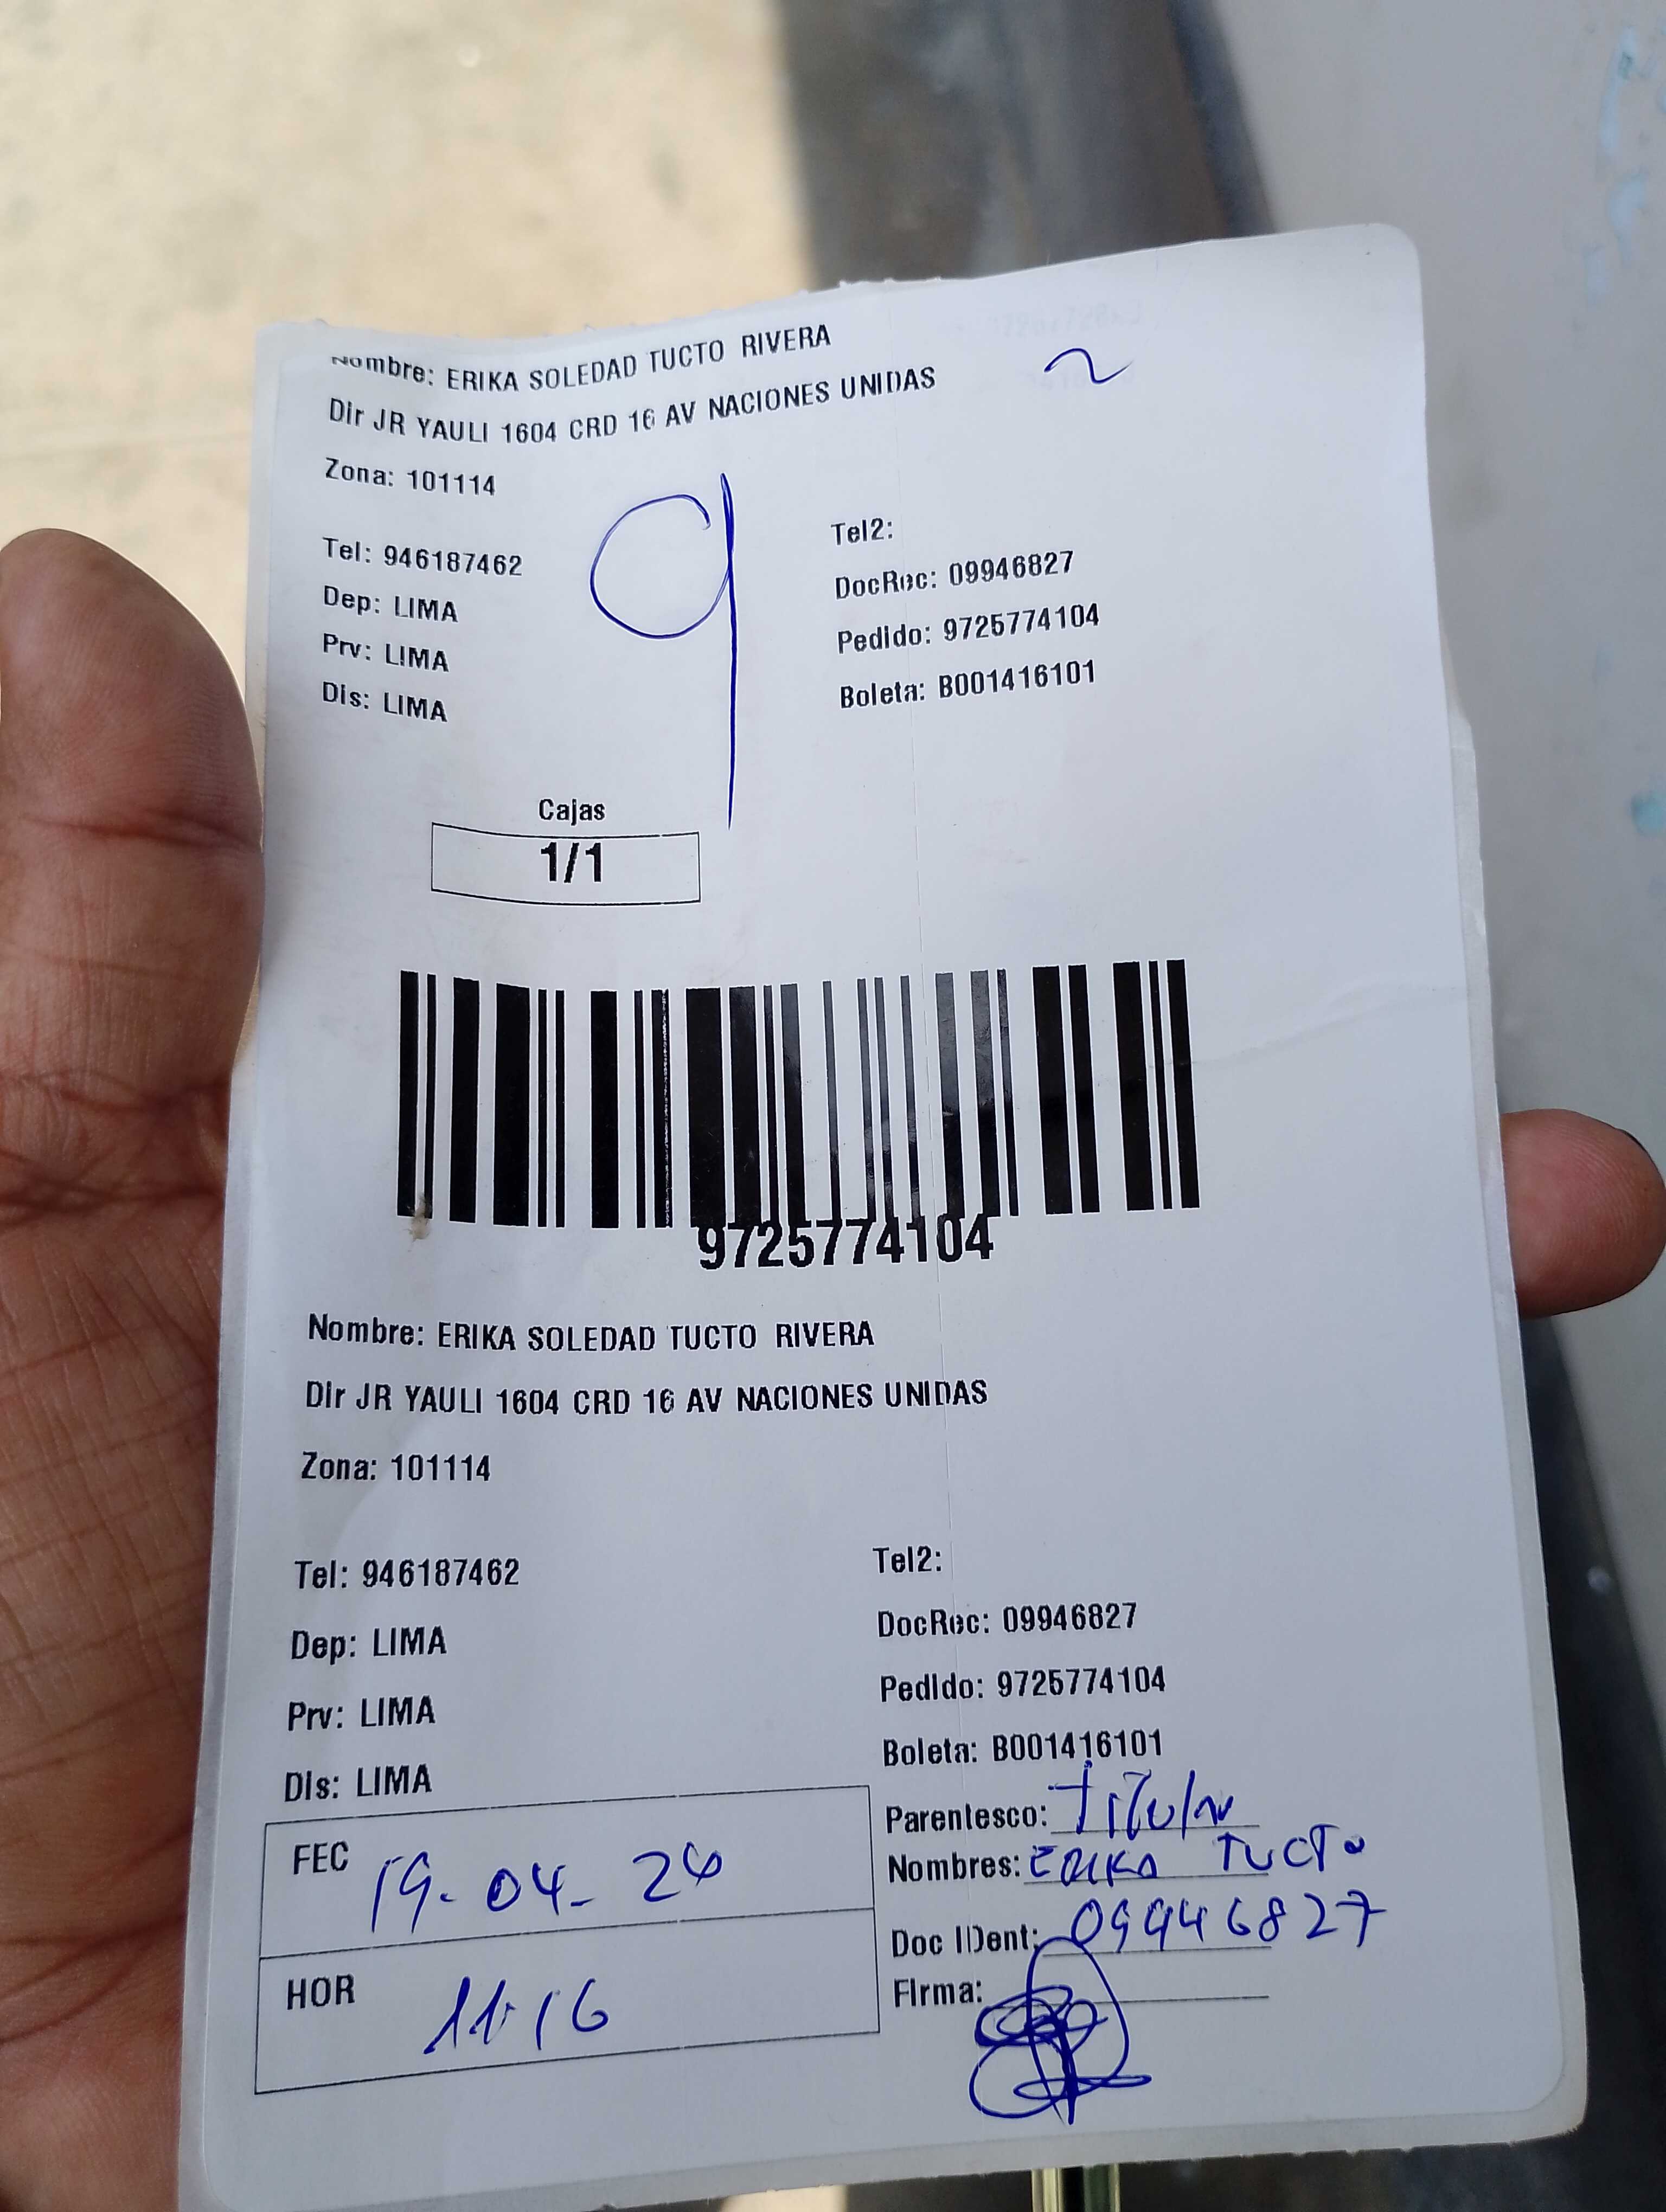 Nombre: ERIKA SOLEDAD TUCTO RIVERA
2
Dir JR YAULI 1604 CRD 16 AV NACIONES UNIDAS
Zona: 101114
9
Tel: 946187462
Tel2:
Dep: LIMA
DocRec: 09946827
Prv: LIMA
Pedido: 9725774104
Dis: LIMA
Boleta: B001416101
Cajas
1/1
9725774104
Nombre: ERIKA SOLEDAD TUCTO RIVERA
Dir JR YAULI 1604 CRD 16 AV NACIONES UNIDAS
Zona: 101114
Tel: 946187462
Tel2:
Dep: LIMA
DocRec: 09946827
Prv: LIMA
Pedido: 9725774104
Dis: LIMA
Boleta: B001416101
Parentesco: Titular
FEC 19-04-24
Nombres: ERIKA TUCTO
Doc IDent: 09946827
HOR 11:16
Firma: